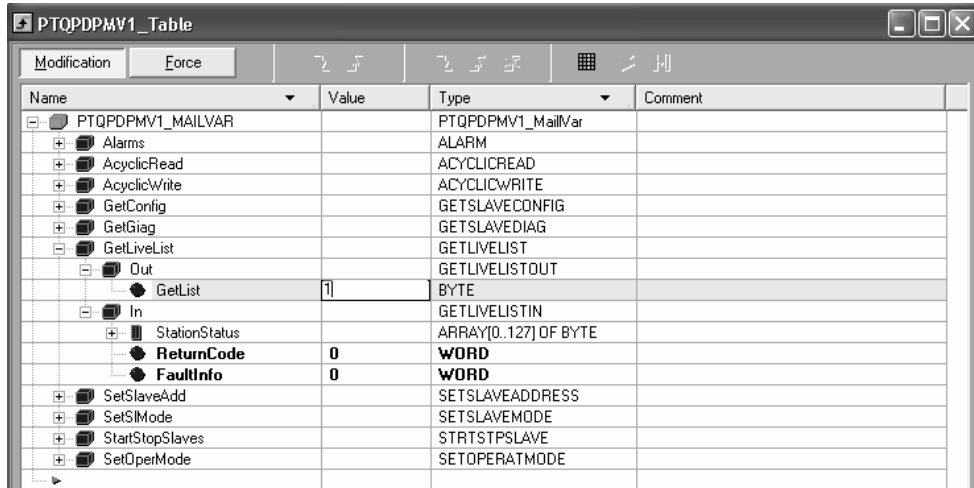 PTQPDPMV1_Table
Modification Force
Name Value Type Comment
PTQPDPMV1_MAILVAR PTQPDPMV1_MailVar
Alarms ALARM
AcyclicRead ACYCLICREAD
AcyclicWrite ACYCLICWRITE
GetConfig GETSLAVECONFIG
GetGiag GETSLAVEDIAG
GetLiveList GETLIVELIST
Out GETLIVELISTOUT
GetList 1 BYTE
In GETLIVELISTIN
StationStatus ARRAY[0..127] OF BYTE
ReturnCode 0 WORD
FaultInfo 0 WORD
SetSlaveAdd SETSLAVEADDRESS
SetSlMode SETSLAVEMODE
StartStopSlaves STRTSTPSLAVE
SetOperMode SETOPERATMODE